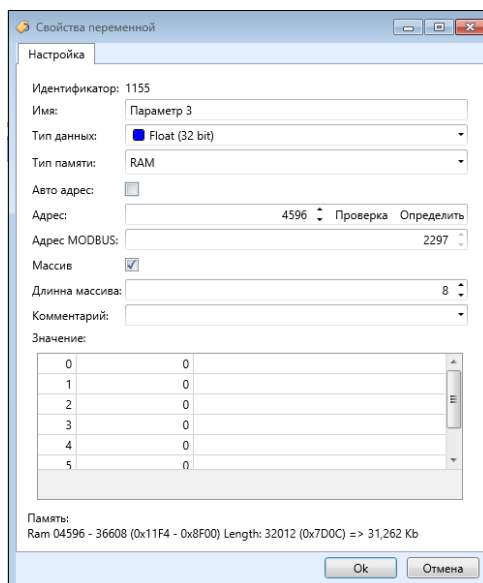 Свойства переменной
Настройка
Идентификатор: 1155
Имя: Параметр 3
Тип данных: Float (32 bit)
Тип памяти: RAM
Авто адрес:
Адрес: 4596 Проверка Определить
Адрес MODBUS: 2297
Массив
Длинна массива: 8
Комментарий:
Значение:
0 0
1 0
2 0
3 0
4 0
5 0
Память:
Ram 04596 - 36608 (0x11F4 - 0x8F00) Length: 32012 (0x7D0C) => 31,262 Kb
Ok Отмена